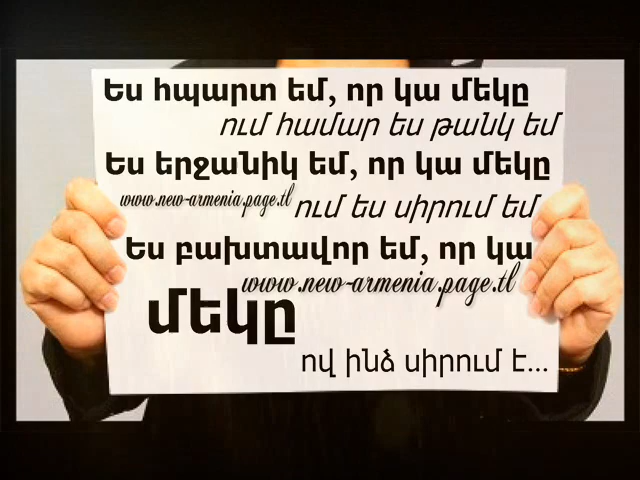 Ես հպարտ եմ, որ կա մեկը
ում համար ես թանկ եմ
Ես երջանիկ եմ, որ կա մեկը
www.new-armenia.page.tl
ում ես սիրում եմ
Ես բախտավոր եմ, որ կա
www.new-armenia.page.tl
մեկը
ով ինձ սիրում է...